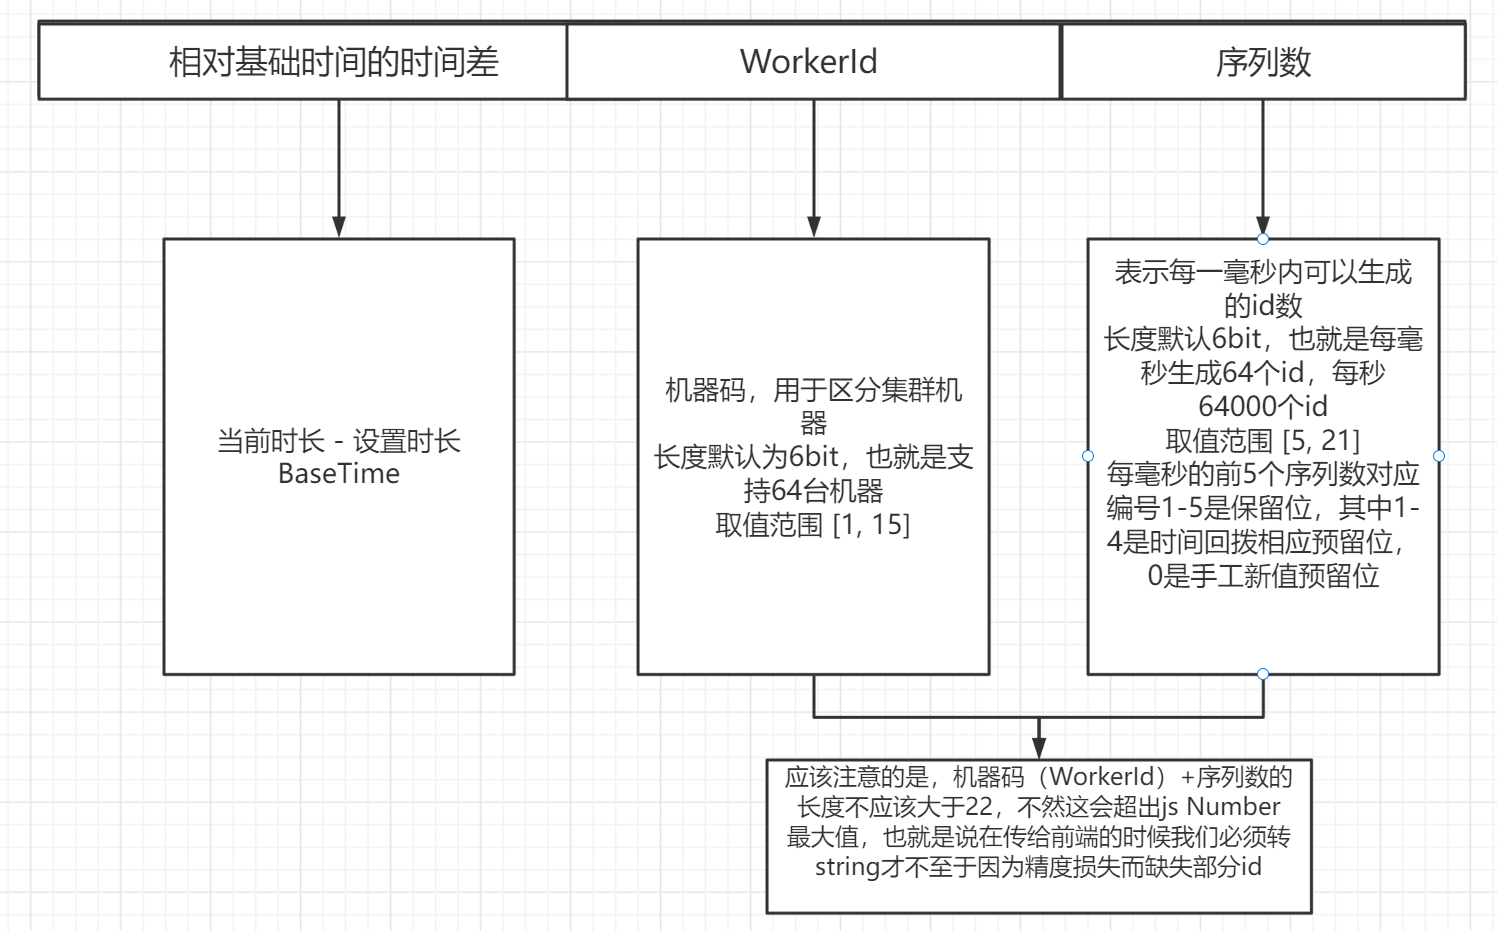 相对基础时间的时间差
WorkerId
序列数
当前时长 - 设置时长
BaseTime
机器码，用于区分集群机
器
长度默认为6bit，也就是支
持64台机器
取值范围 [1, 15]
表示每一毫秒内可以生成
的id数
长度默认6bit，也就是每毫
秒生成64个id，每秒
64000个id
取值范围 [5, 21]
每毫秒的前5个序列数对应
编号1-5是保留位，其中1-
4是时间回拨相应预留位，
0是手工新值预留位
应该注意的是，机器码（WorkerId）+序列数的
长度不应该大于22，不然这会超出js Number
最大值，也就是说在传给前端的时候我们必须转
string才不至于因为精度损失而缺失部分id